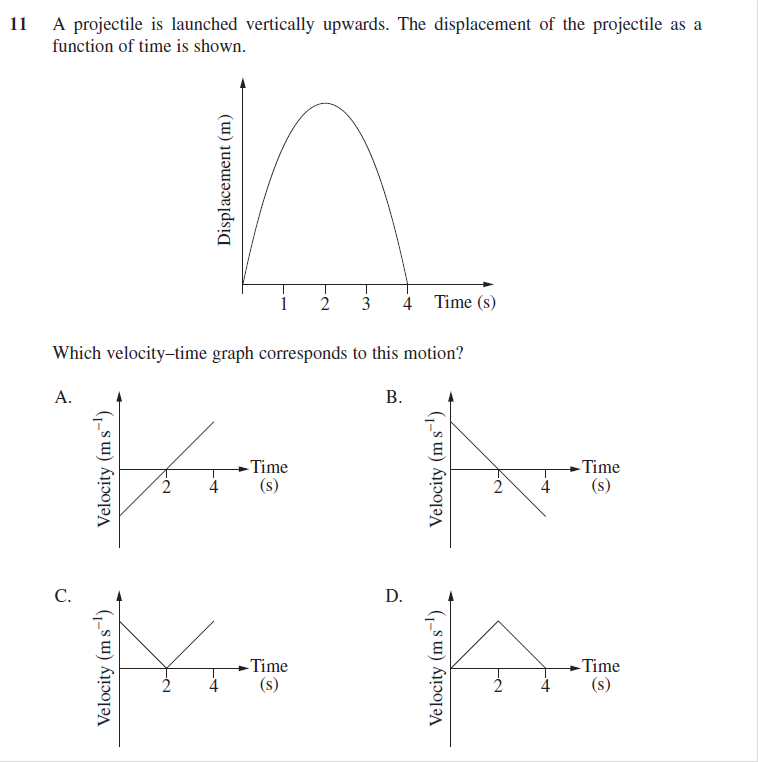 11 A projectile is launched vertically upwards. The displacement of the projectile as a
function of time is shown.
Displacement (m)
1 2 3 4 Time (s)
Which velocity–time graph corresponds to this motion?
A.
Velocity (m s⁻¹)
2 4
Time
(s)
B.
Velocity (m s⁻¹)
2 4
Time
(s)
C.
Velocity (m s⁻¹)
2 4
Time
(s)
D.
Velocity (m s⁻¹)
2 4
Time
(s)